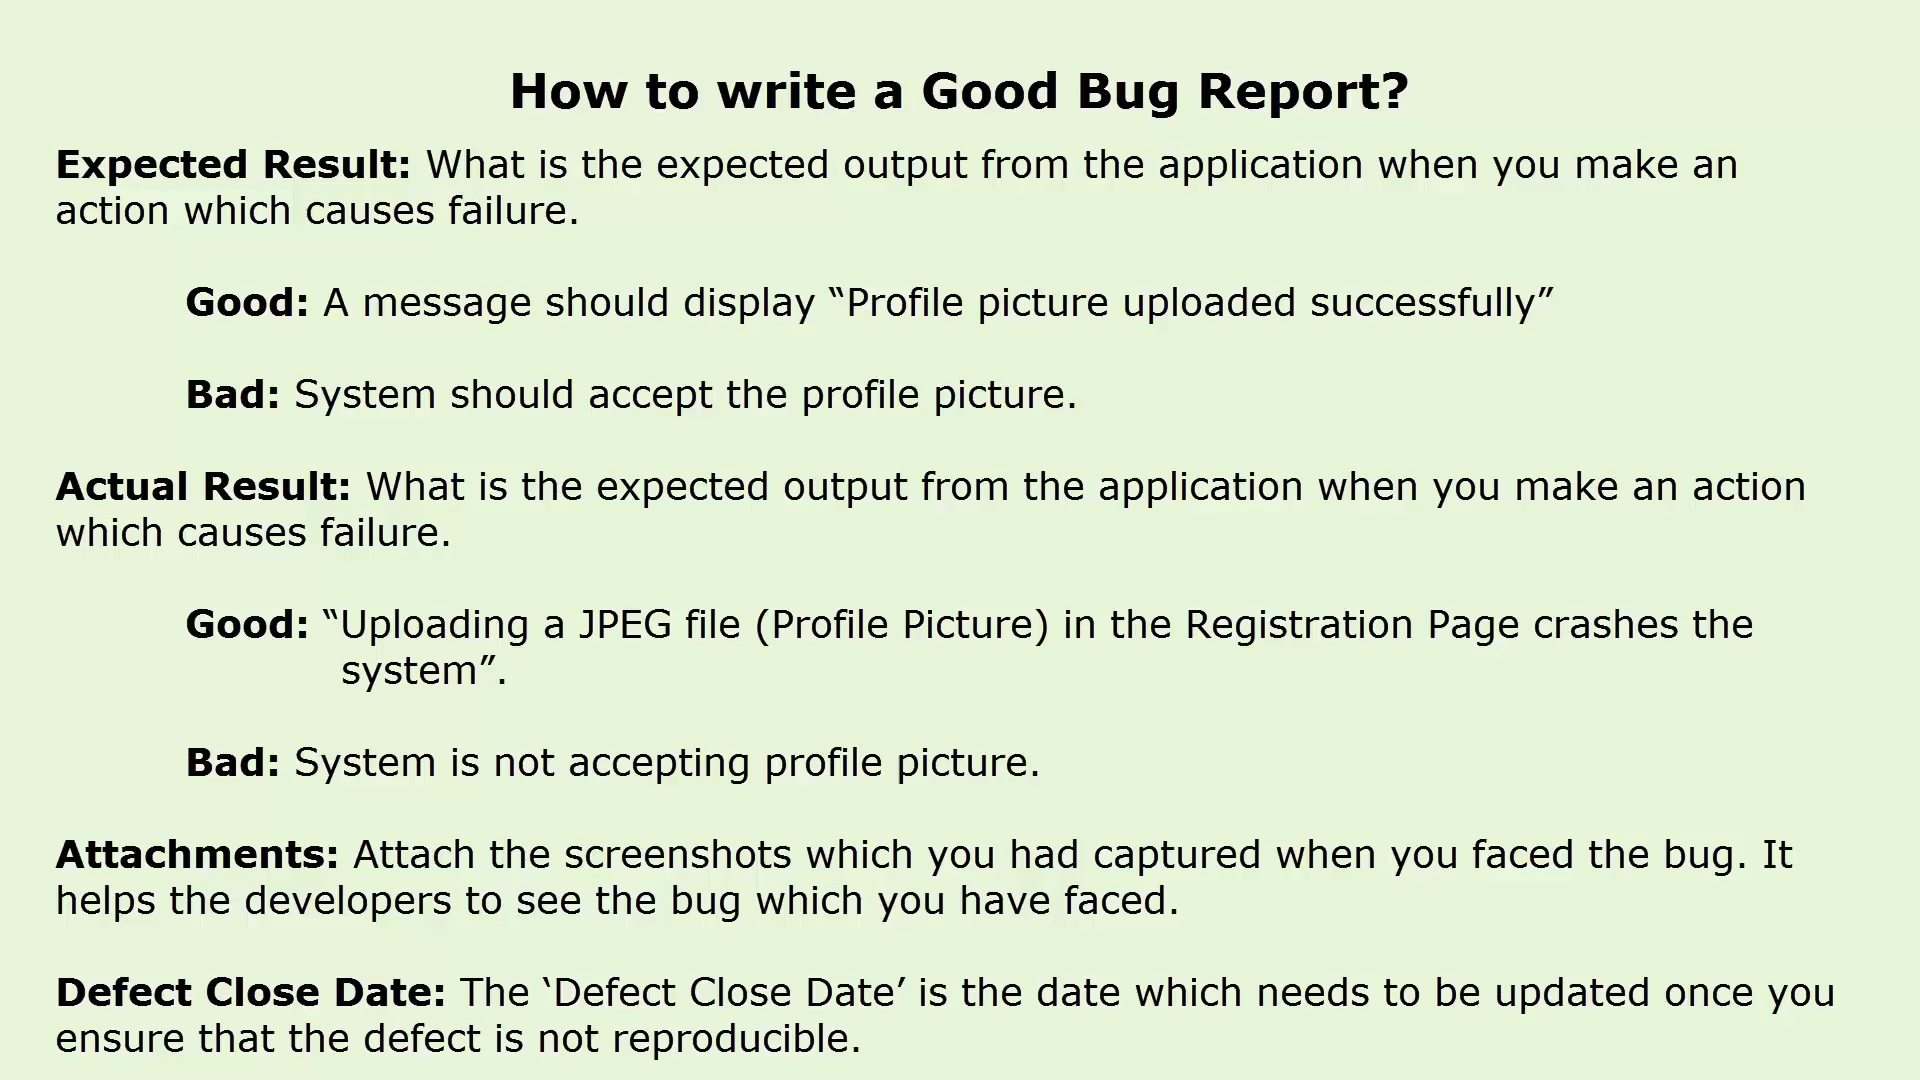 How to write a Good Bug Report?
Expected Result: What is the expected output from the application when you make an
action which causes failure.
Good: A message should display “Profile picture uploaded successfully”
Bad: System should accept the profile picture.
Actual Result: What is the expected output from the application when you make an action
which causes failure.
Good: “Uploading a JPEG file (Profile Picture) in the Registration Page crashes the
system”.
Bad: System is not accepting profile picture.
Attachments: Attach the screenshots which you had captured when you faced the bug. It
helps the developers to see the bug which you have faced.
Defect Close Date: The ‘Defect Close Date’ is the date which needs to be updated once you
ensure that the defect is not reproducible.